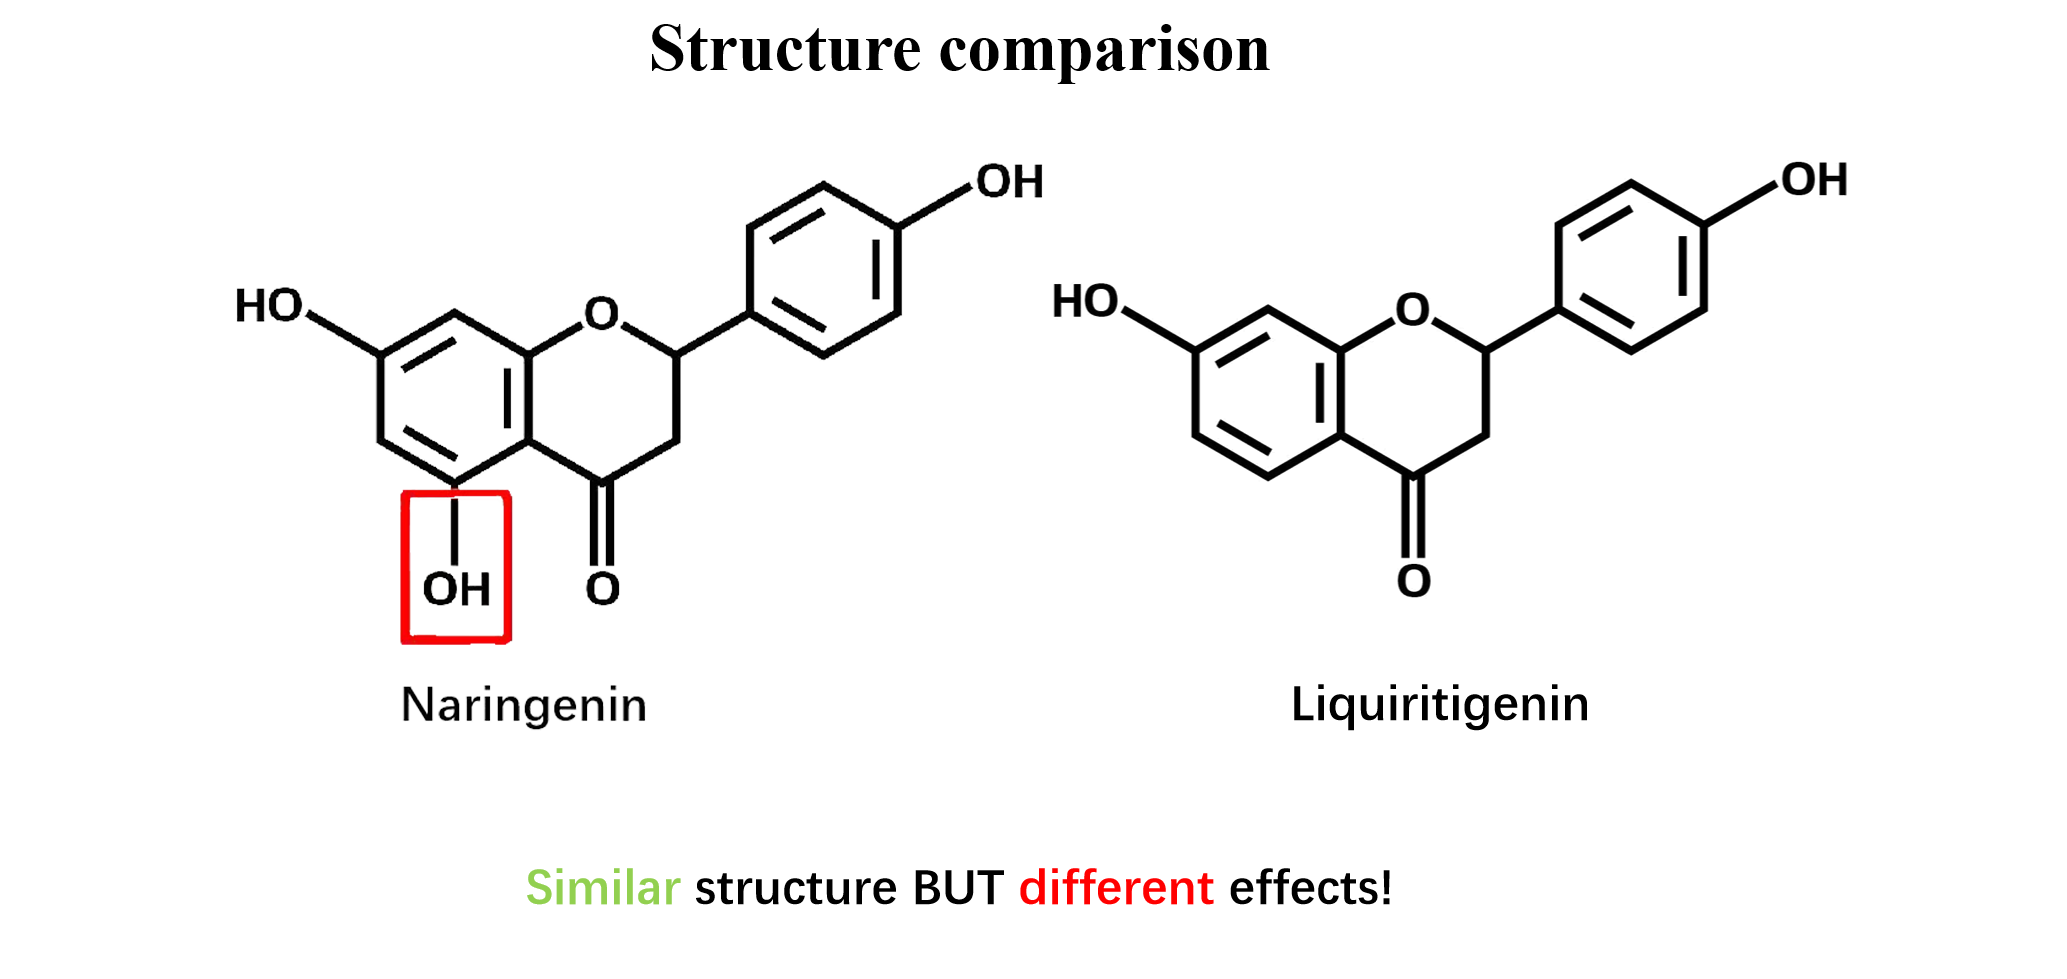 Structure comparison
OH
OH
HO
O
HO
O
OH
O
O
Naringenin
Liquiritigenin
Similar structure BUT different effects!